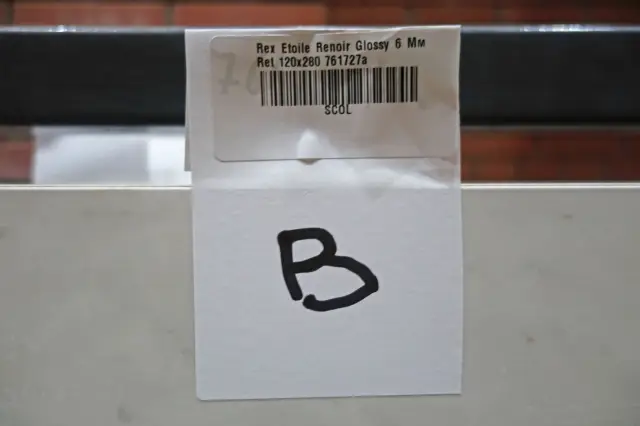 Rex Etoile Renoir Glossy 6 Mm
Ret 120x280 761727a
SCOL
B